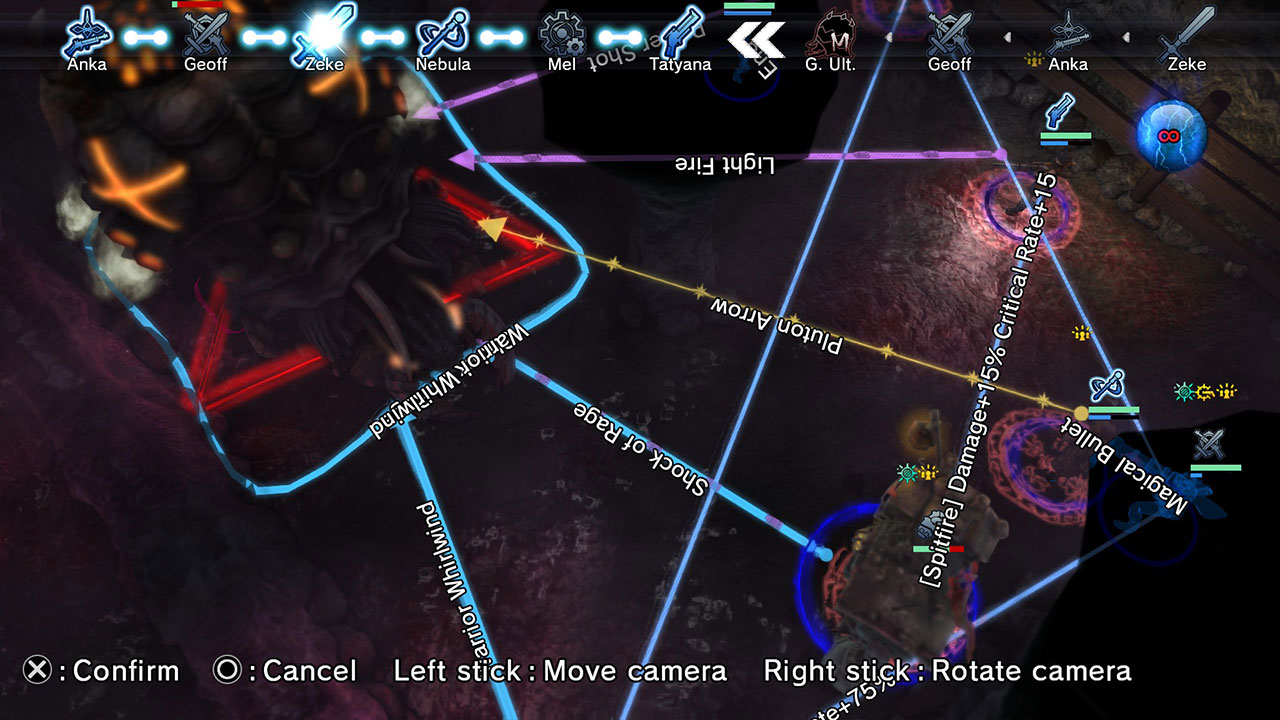 Anka
Geoff
Zeke
Nebula
Mel
Tatyana
G. Ult.
M
Geoff
Anka
Zeke
Light Fire
Pluton Arrow
[Spitfire] Damage+15% Critical Rate+15
Magical Bullet
Shock of Rage
Warrior Whirlwind
Warrior Whirlwind
: Confirm
: Cancel
Left stick : Move camera
Right stick : Rotate camera